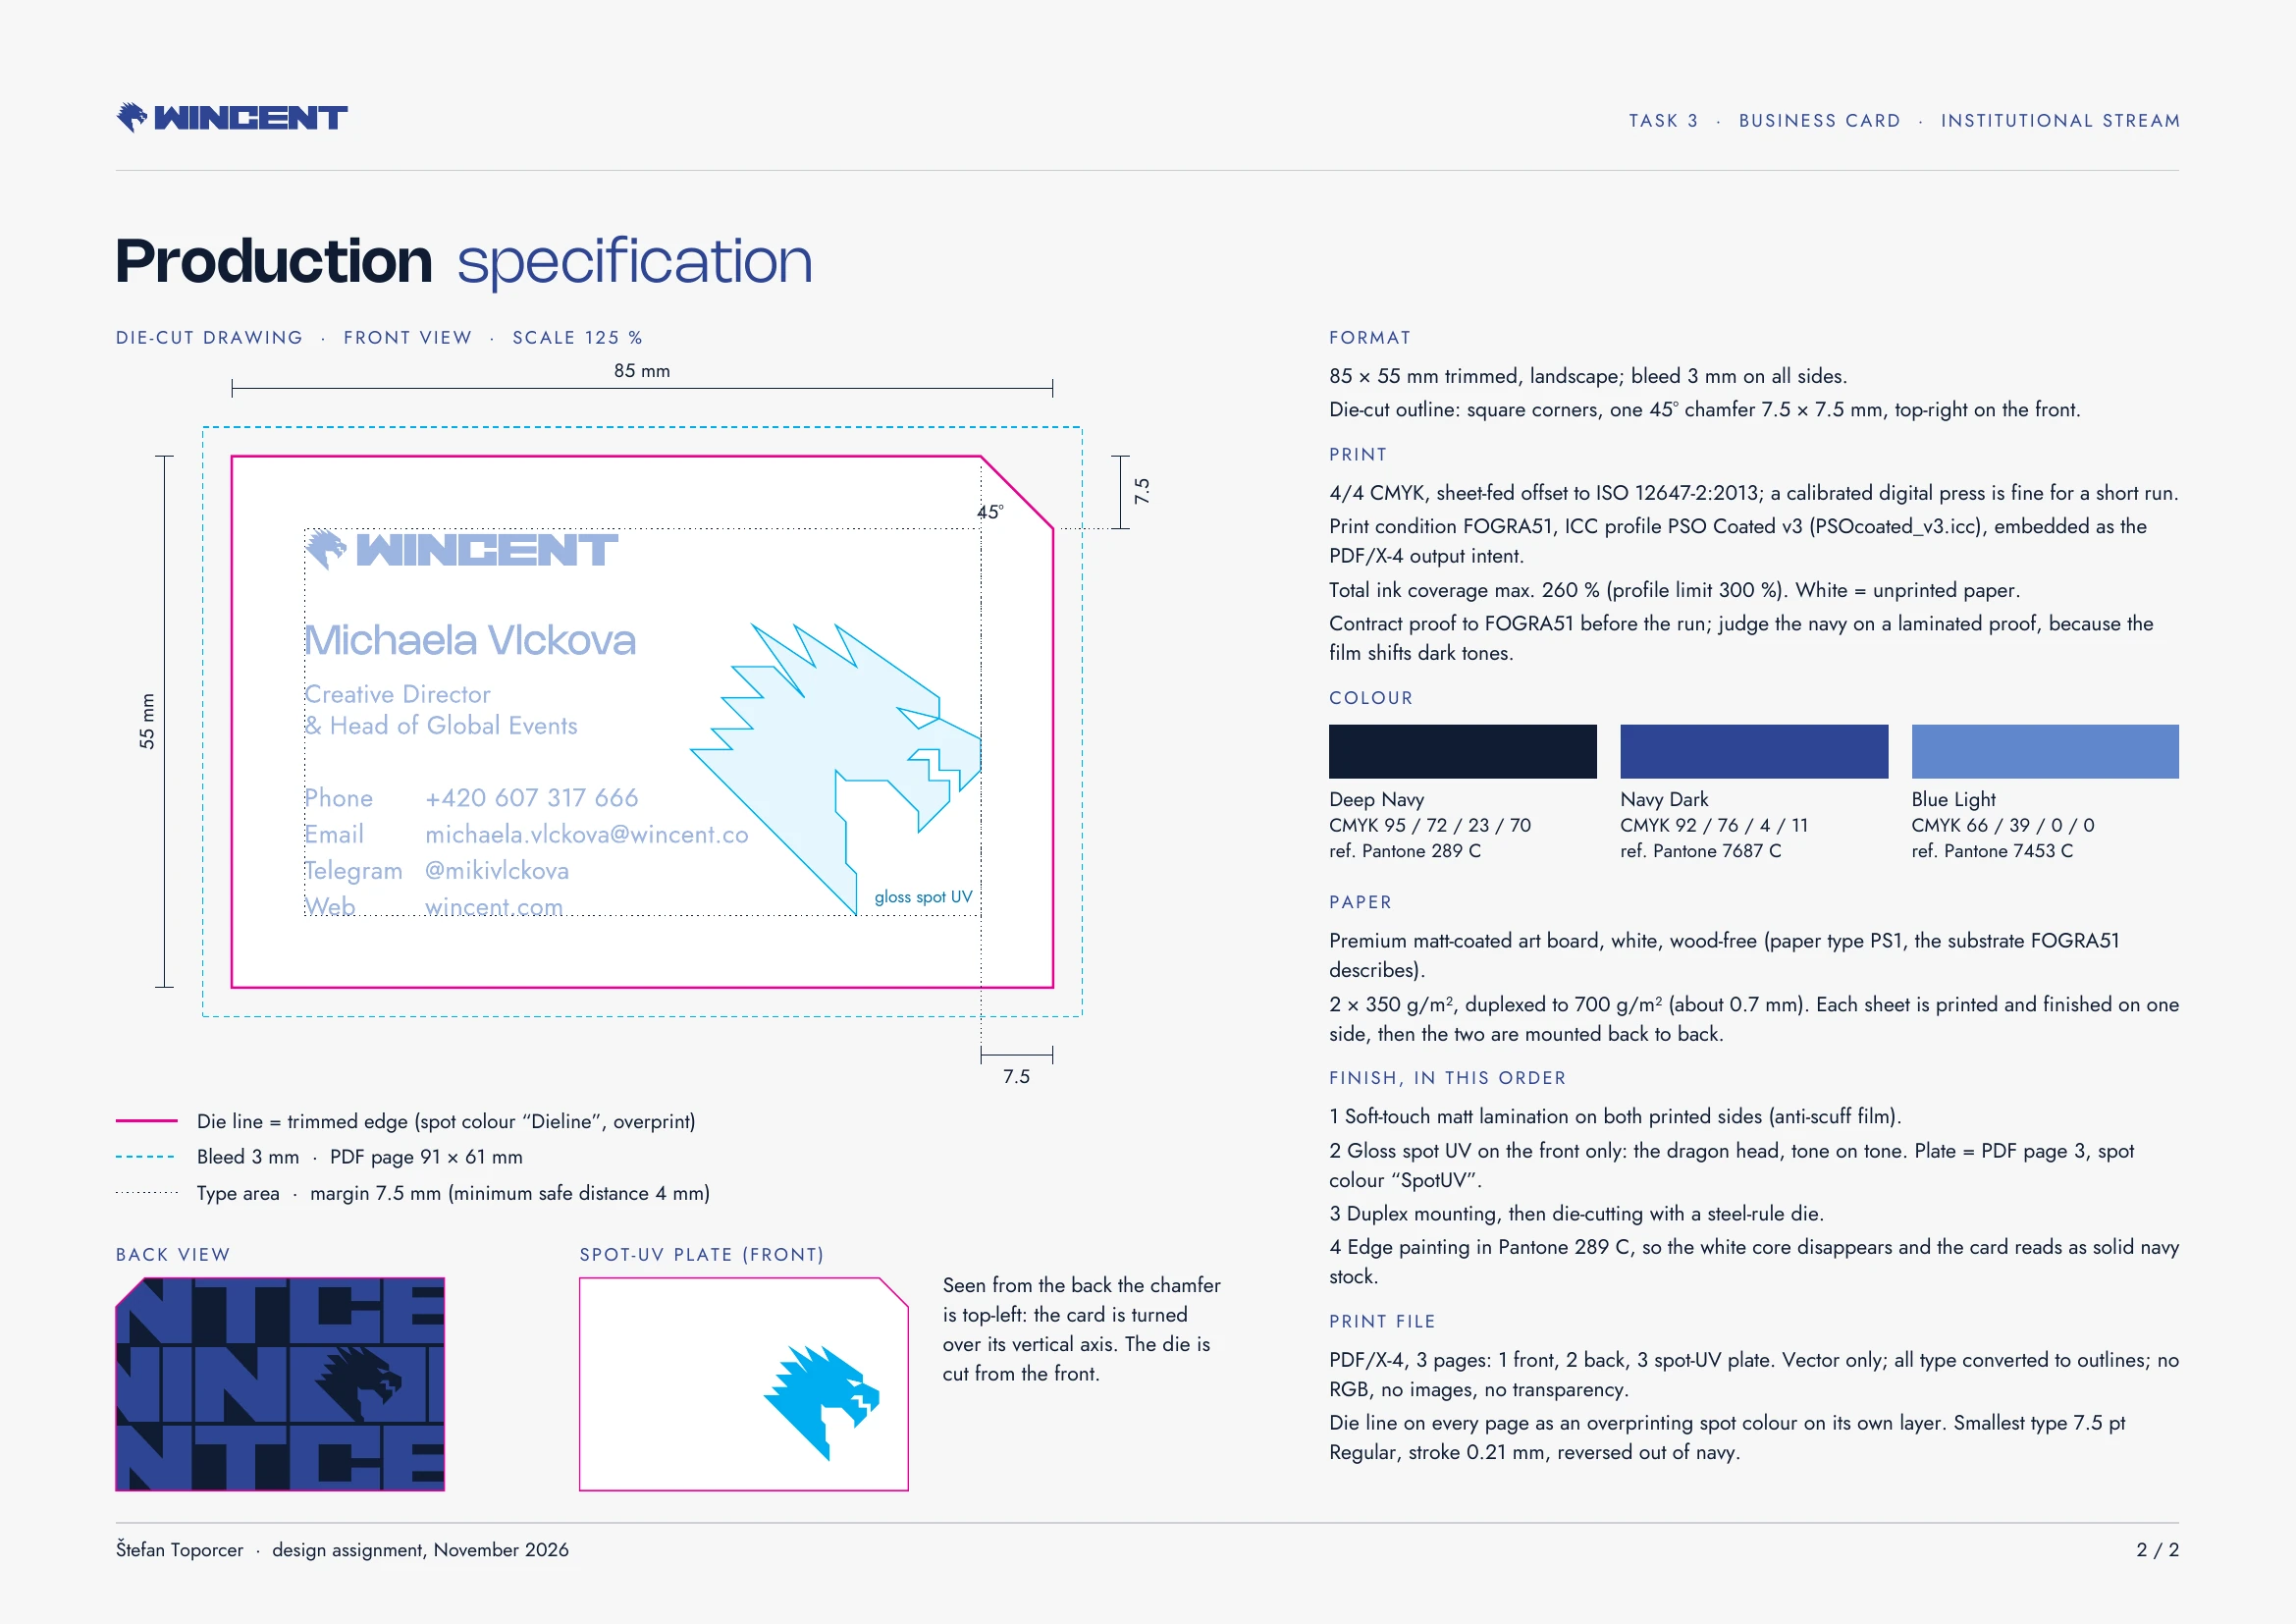 WINCENT
TASK 3 · BUSINESS CARD · INSTITUTIONAL STREAM
Production specification
DIE-CUT DRAWING · FRONT VIEW · SCALE 125 %
85 mm
7.5
45°
55 mm
WINCENT
Michaela Vlckova
Creative Director
& Head of Global Events
Phone +420 607 317 666
Email michaela.vlckova@wincent.co
Telegram @mikivlckova
Web wincent.com
gloss spot UV
7.5
Die line = trimmed edge (spot colour “Dieline”, overprint)
Bleed 3 mm · PDF page 91 × 61 mm
Type area · margin 7.5 mm (minimum safe distance 4 mm)
BACK VIEW
NTCE
N
NTCE
SPOT-UV PLATE (FRONT)
Seen from the back the chamfer
is top-left: the card is turned
over its vertical axis. The die is
cut from the front.
FORMAT
85 × 55 mm trimmed, landscape; bleed 3 mm on all sides.
Die-cut outline: square corners, one 45° chamfer 7.5 × 7.5 mm, top-right on the front.
PRINT
4/4 CMYK, sheet-fed offset to ISO 12647-2:2013; a calibrated digital press is fine for a short run.
Print condition FOGRA51, ICC profile PSO Coated v3 (PSOcoated_v3.icc), embedded as the
PDF/X-4 output intent.
Total ink coverage max. 260 % (profile limit 300 %). White = unprinted paper.
Contract proof to FOGRA51 before the run; judge the navy on a laminated proof, because the
film shifts dark tones.
COLOUR
Deep Navy
CMYK 95 / 72 / 23 / 70
ref. Pantone 289 C
Navy Dark
CMYK 92 / 76 / 4 / 11
ref. Pantone 7687 C
Blue Light
CMYK 66 / 39 / 0 / 0
ref. Pantone 7453 C
PAPER
Premium matt-coated art board, white, wood-free (paper type PS1, the substrate FOGRA51
describes).
2 × 350 g/m², duplexed to 700 g/m² (about 0.7 mm). Each sheet is printed and finished on one
side, then the two are mounted back to back.
FINISH, IN THIS ORDER
1 Soft-touch matt lamination on both printed sides (anti-scuff film).
2 Gloss spot UV on the front only: the dragon head, tone on tone. Plate = PDF page 3, spot
colour “SpotUV”.
3 Duplex mounting, then die-cutting with a steel-rule die.
4 Edge painting in Pantone 289 C, so the white core disappears and the card reads as solid navy
stock.
PRINT FILE
PDF/X-4, 3 pages: 1 front, 2 back, 3 spot-UV plate. Vector only; all type converted to outlines; no
RGB, no images, no transparency.
Die line on every page as an overprinting spot colour on its own layer. Smallest type 7.5 pt
Regular, stroke 0.21 mm, reversed out of navy.
Štefan Toporcer · design assignment, November 2026
2 / 2